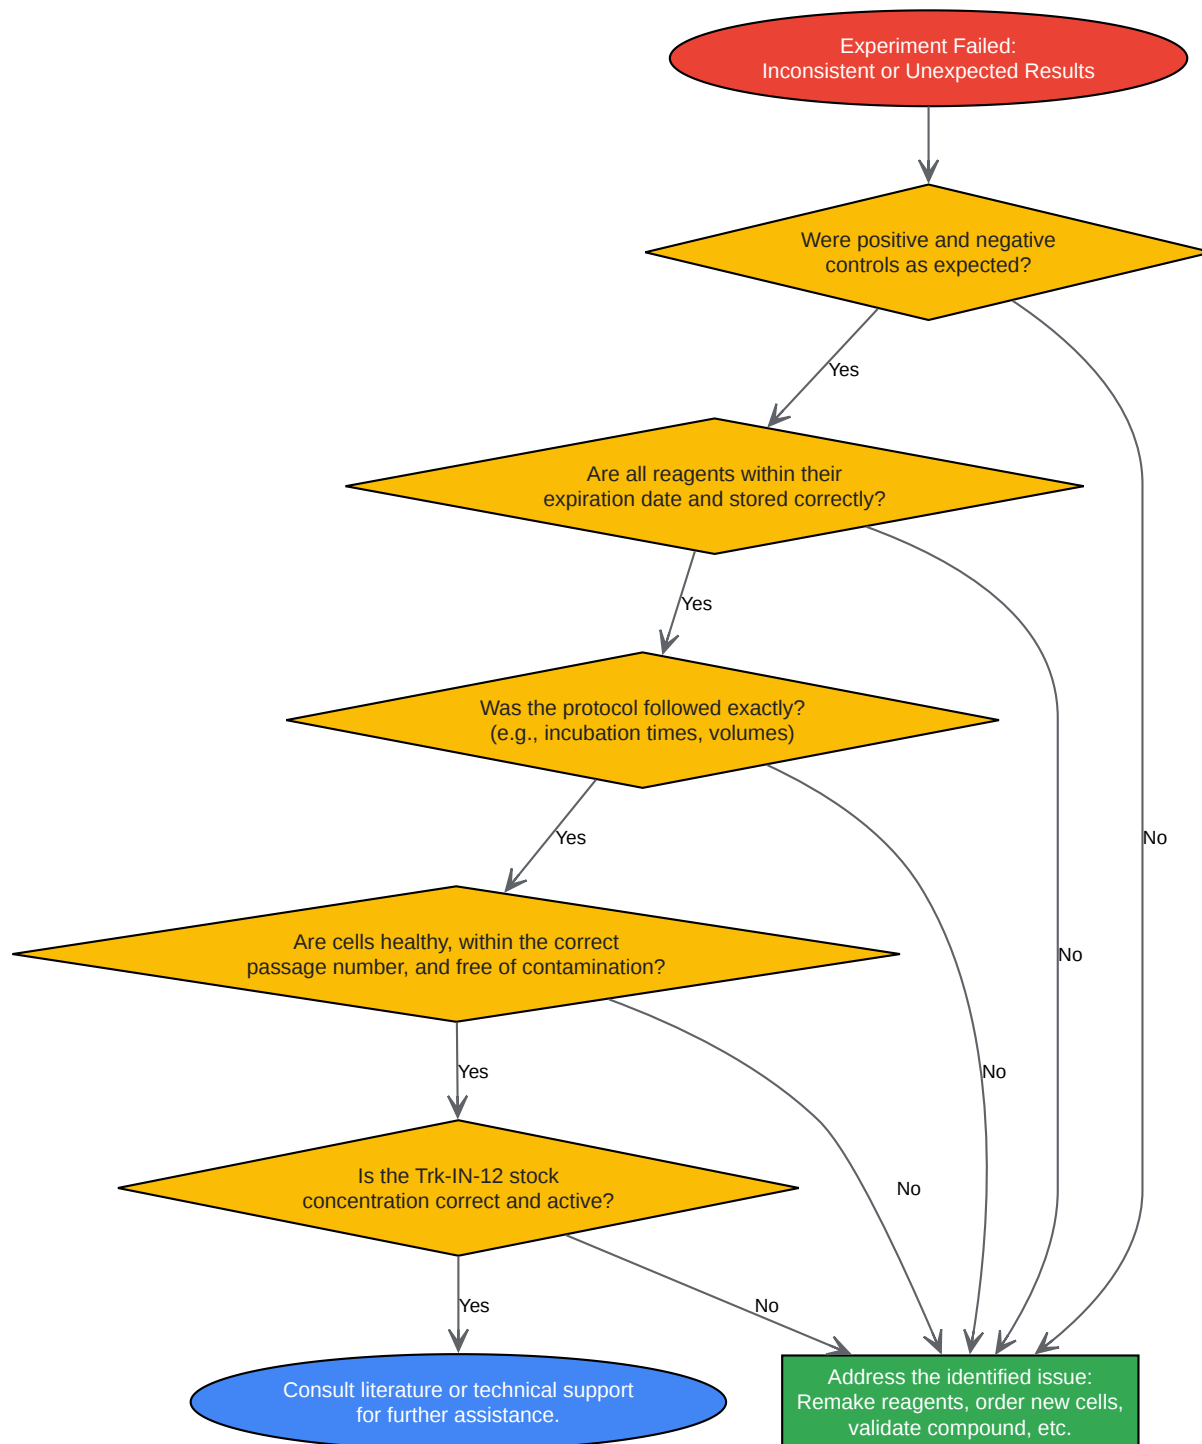 Experiment Failed:
Inconsistent or Unexpected Results
Were positive and negative
controls as expected?
Yes
Are all reagents within their
expiration date and stored correctly?
Yes
Was the protocol followed exactly?
(e.g., incubation times, volumes)
Yes
No
Are cells healthy, within the correct
passage number, and free of contamination?
No
Yes
No
Is the Trk-IN-12 stock
concentration correct and active?
No
Yes
No
Consult literature or technical support
for further assistance.
Address the identified issue:
Remake reagents, order new cells,
validate compound, etc.